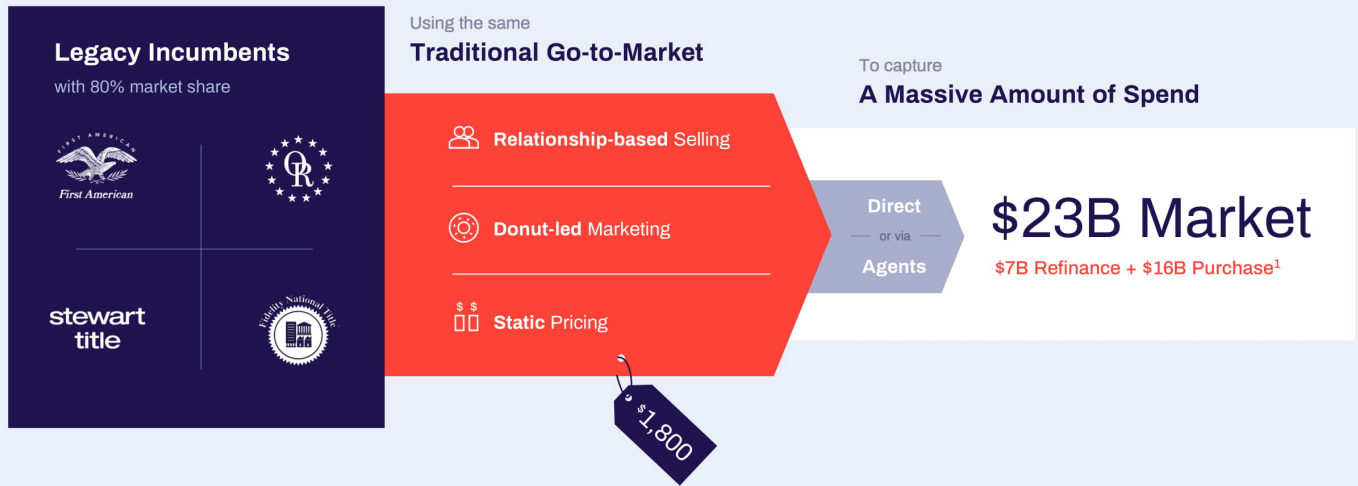 Legacy Incumbents
with 80% market share
FIRST AMERICAN
First American
OR
stewart
title
Fidelity National Title
Using the same
Traditional Go-to-Market
Relationship-based Selling
Donut-led Marketing
$ $
Static Pricing
$1,800
To capture
A Massive Amount of Spend
Direct
or via
Agents
$23B Market
$7B Refinance + $16B Purchase¹